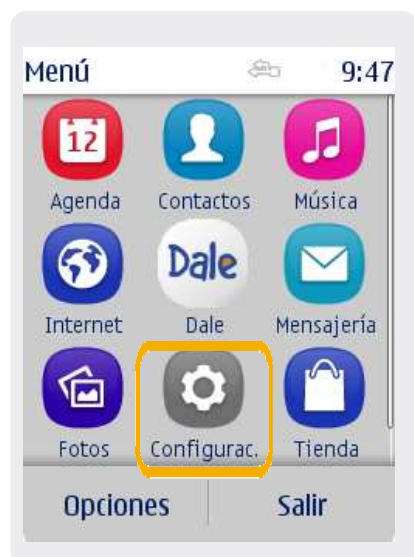 Menú 9:47
12
Agenda Contactos Música
Dale
Internet Dale Mensajería
Fotos Configurac. Tienda
Opciones Salir